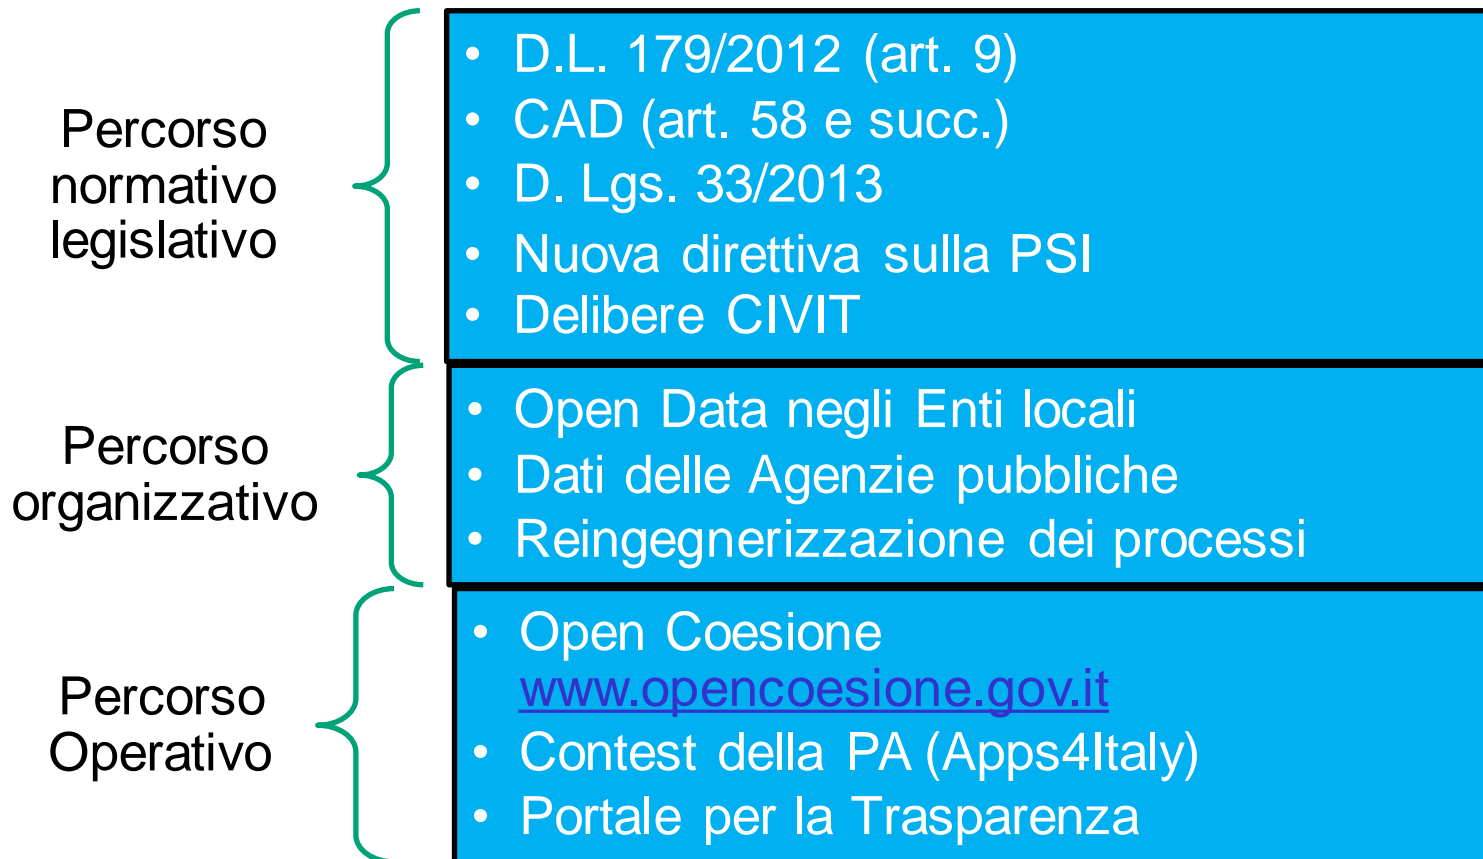 Percorso
normativo
legislativo
• D.L. 179/2012 (art. 9)
• CAD (art. 58 e succ.)
• D. Lgs. 33/2013
• Nuova direttiva sulla PSI
• Delibere CIVIT
Percorso
organizzativo
• Open Data negli Enti locali
• Dati delle Agenzie pubbliche
• Reingegnerizzazione dei processi
Percorso
Operativo
• Open Coesione
www.opencoesione.gov.it
• Contest della PA (Apps4Italy)
• Portale per la Trasparenza